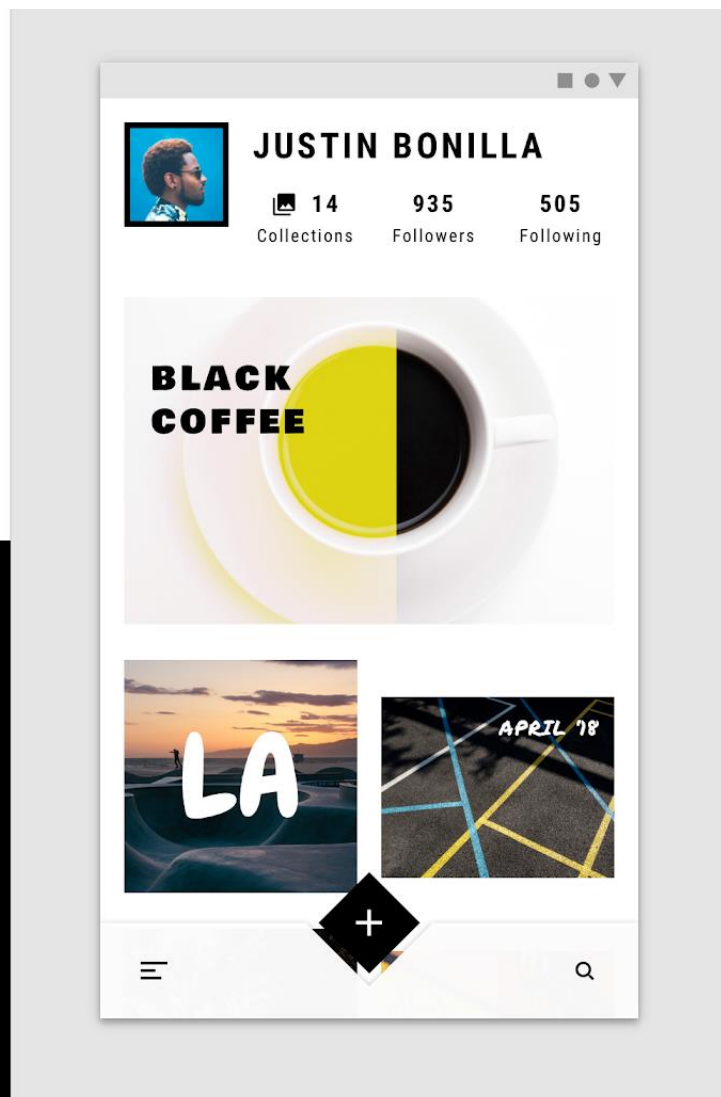 JUSTIN BONILLA
14 935 505
Collections Followers Following
BLACK
COFFEE
LA
APRIL '18